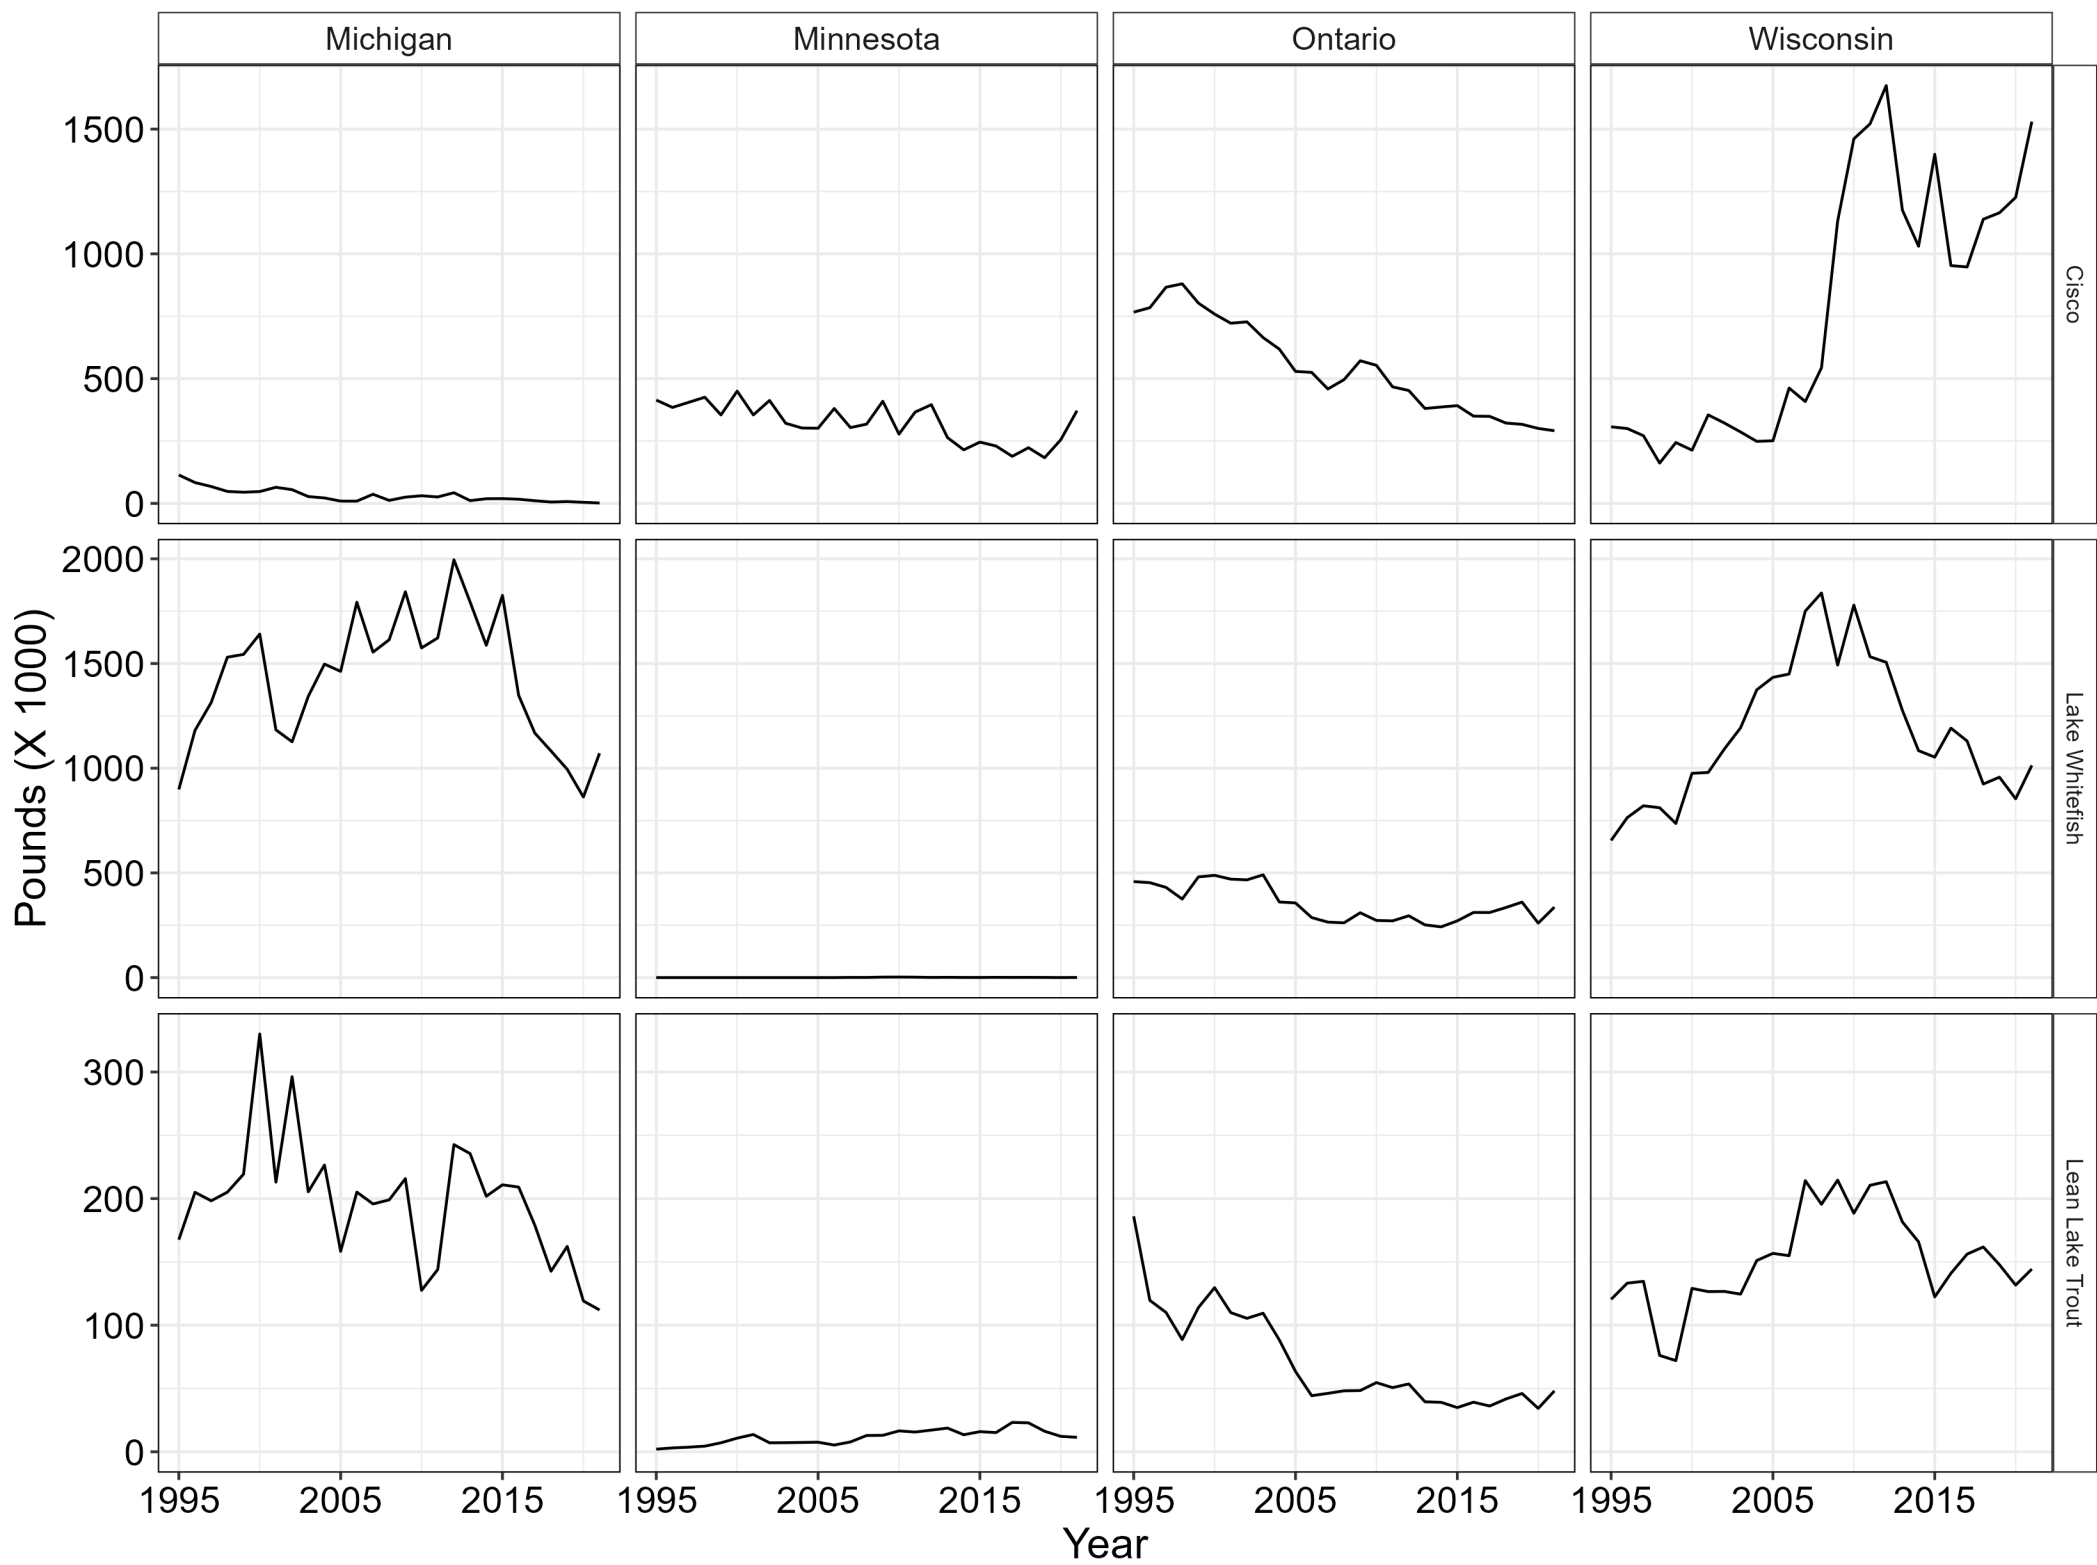 Michigan Minnesota Ontario Wisconsin
1500
1000
500
0
Cisco
2000
1500
1000
500
0
Lake Whitefish
300
200
100
0
Lean Lake Trout
Pounds (X 1000)
1995 2005 2015 1995 2005 2015 1995 2005 2015 1995 2005 2015
Year